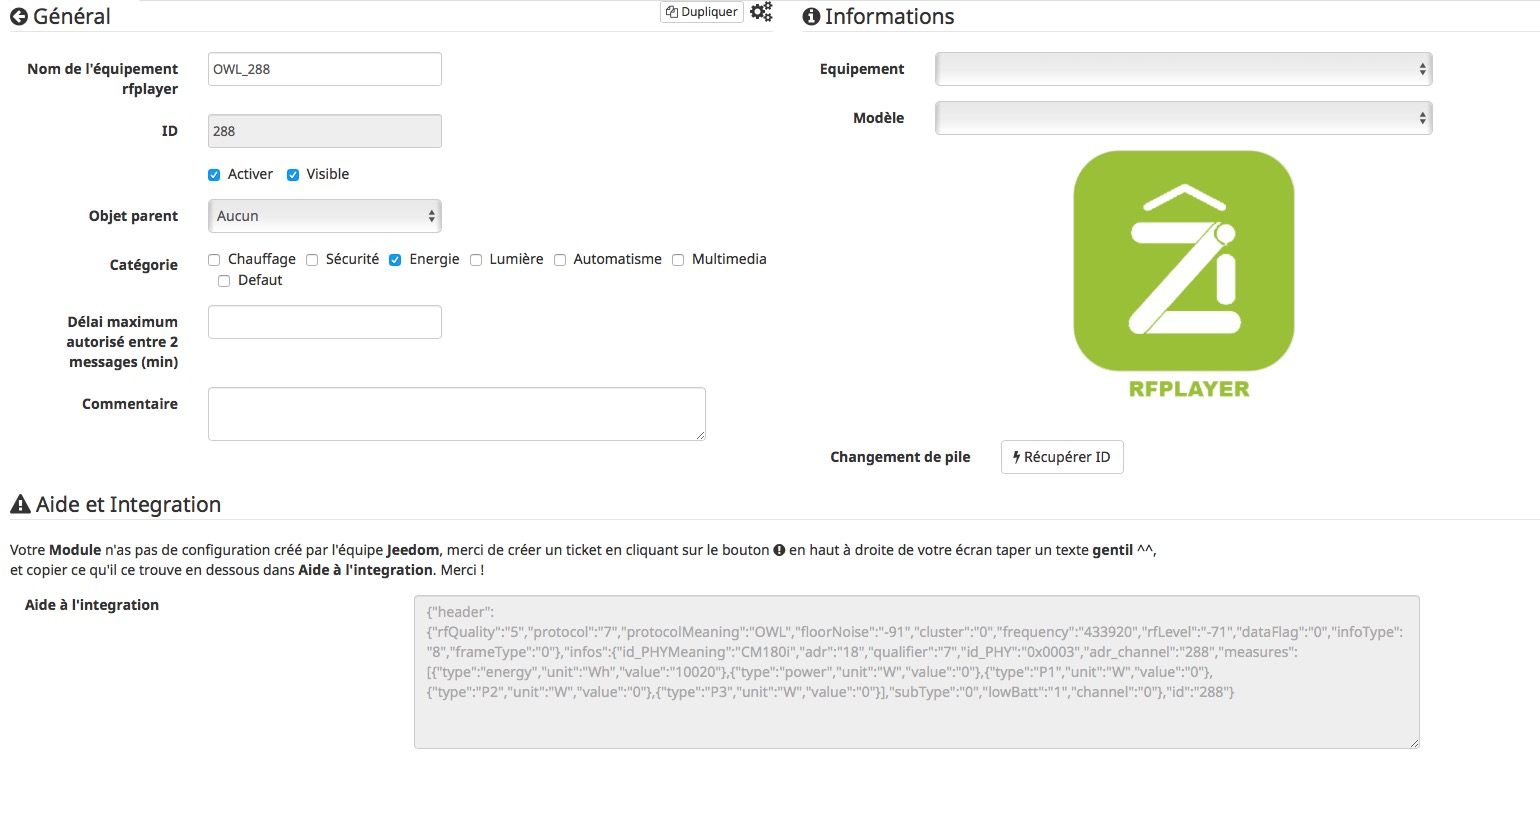 Général
Dupliquer
Informations
Nom de l'équipement
rfplayer
OWL_288
Equipement
ID
288
Modèle
Activer
Visible
Objet parent
Aucun
Catégorie
Chauffage
Sécurité
Energie
Lumière
Automatisme
Multimedia
Defaut
Délai maximum
autorisé entre 2
messages (min)
RFPLAYER
Commentaire
Changement de pile
Récupérer ID
Aide et Integration
Votre Module n'as pas de configuration créé par l'équipe Jeedom, merci de créer un ticket en cliquant sur le bouton en haut à droite de votre écran taper un texte gentil ^^,
et copier ce qu'il ce trouve en dessous dans Aide à l'integration. Merci !
Aide à l'integration
{"header":
{"rfQuality":"5","protocol":"7","protocolMeaning":"OWL","floorNoise":"-91","cluster":"0","frequency":"433920","rfLevel":"-71","dataFlag":"0","infoType":
"8","frameType":"0"},"infos":{"id_PHYMeaning":"CM180i","adr":"18","qualifier":"7","id_PHY":"0x0003","adr_channel":"288","measures":
[{"type":"energy","unit":"Wh","value":"10020"},{"type":"power","unit":"W","value":"0"},{"type":"P1","unit":"W","value":"0"},
{"type":"P2","unit":"W","value":"0"},{"type":"P3","unit":"W","value":"0"}],"subType":"0","lowBatt":"1","channel":"0"},"id":"288"}